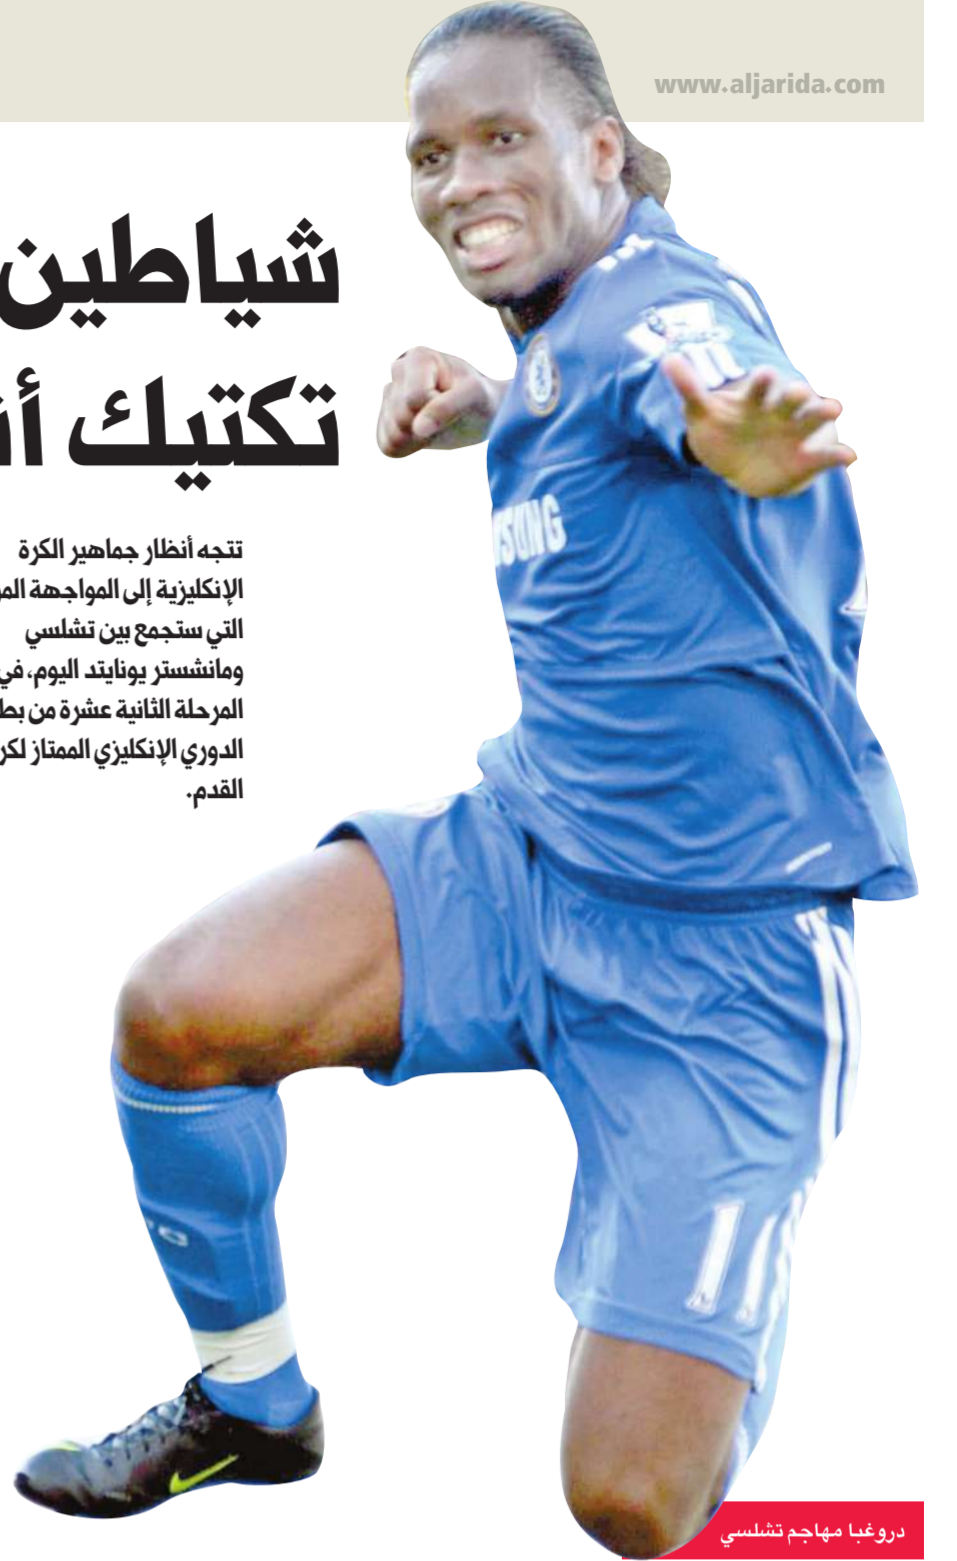 www.aljarida.com
شياطين
تكتيك
تتجه أنظار جماهير الكرة
الإنكليزية إلى المواجهة
التي ستجمع بين تشلسي
ومانشستر يونايتد اليوم، في
المرحلة الثانية عشرة من
الدوري الإنكليزي الممتاز
القدم.
11
دروغبا مهاجم تشلسي